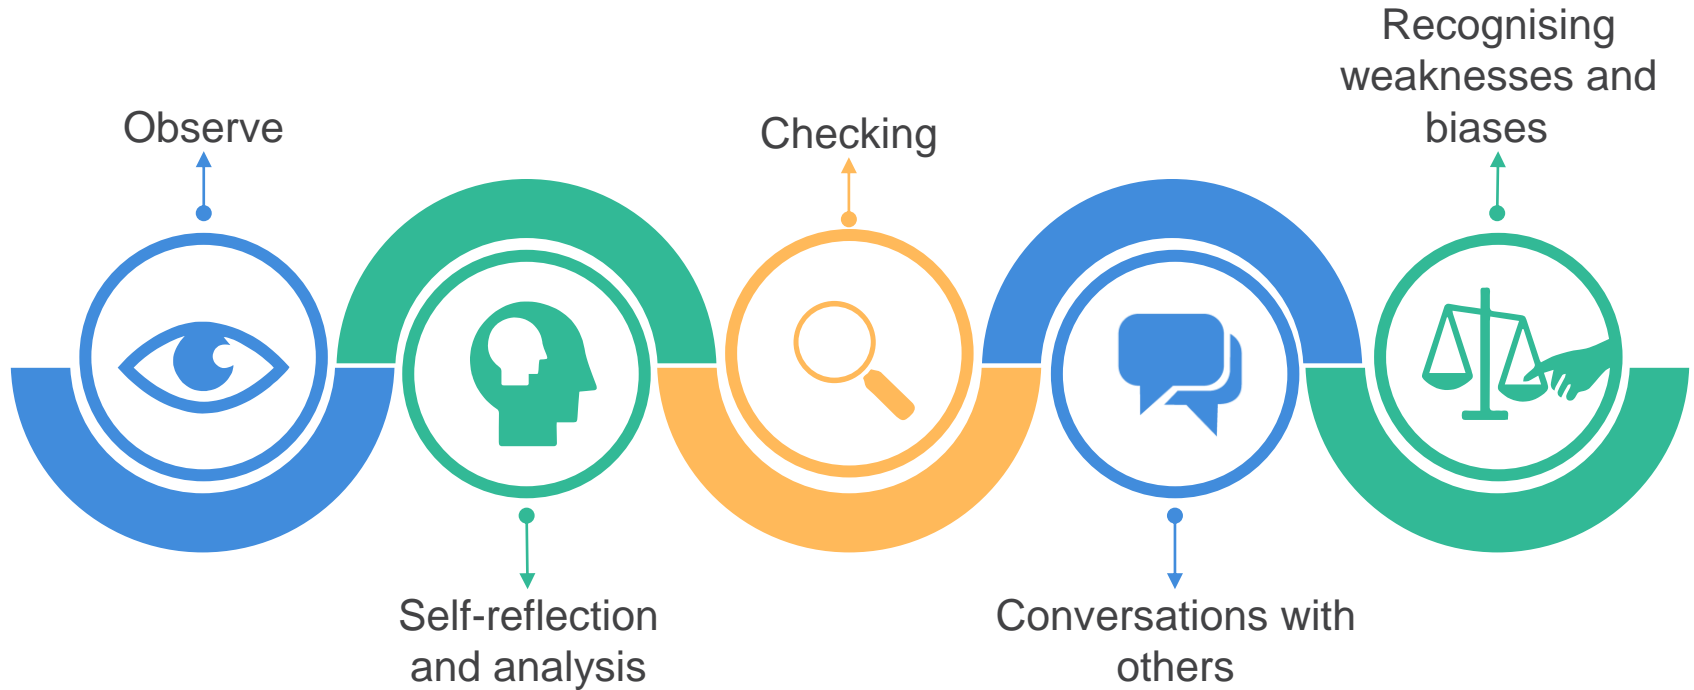 Observe
Self-reflection
and analysis
Checking
Conversations with
others
Recognising
weaknesses and
biases